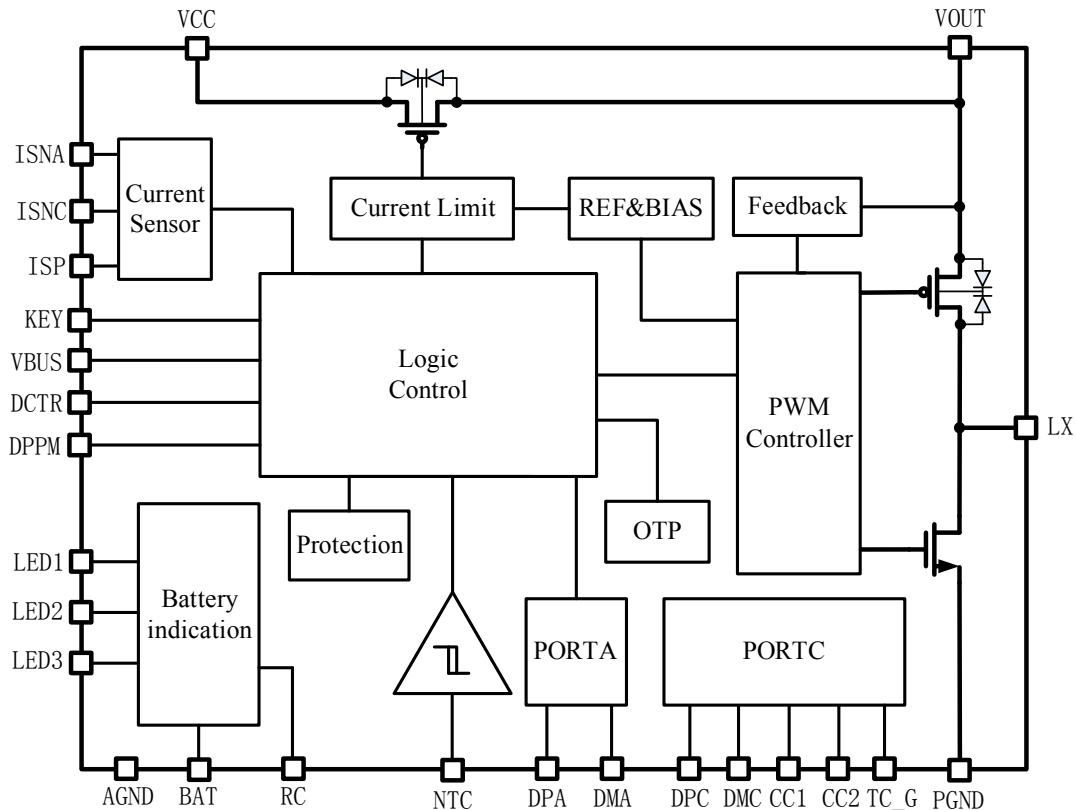 VCC
VOUT
ISNA
ISNC
ISP
Current
Sensor
Current Limit
REF&BIAS
Feedback
KEY
VBUS
DCTR
DPPM
Logic
Control
PWM
Controller
LX
Protection
OTP
LED1
LED2
LED3
Battery
indication
PORTA
PORTC
AGND
BAT
RC
NTC
DPA
DMA
DPC
DMC
CC1
CC2
TC_G
PGND